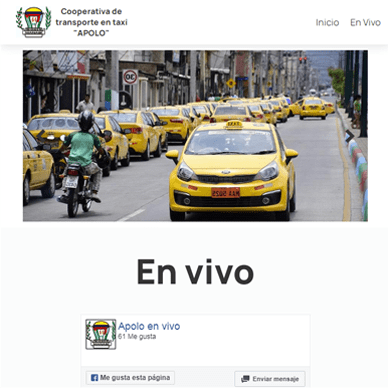 Cooperativa de
transporte en taxi
"APOLO"
Inicio En Vivo
En vivo
Apolo en vivo
61 Me gusta
Me gusta esta página
Enviar mensaje